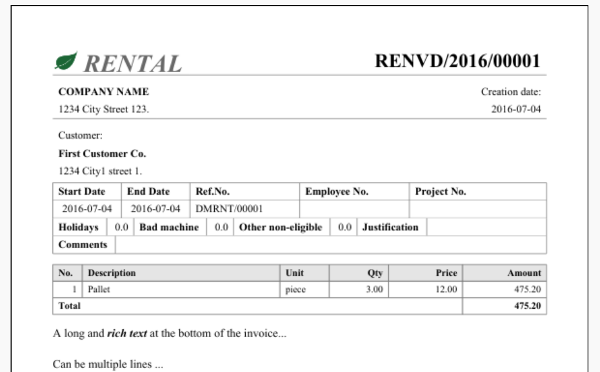 RENTAL RENVD/2016/00001
COMPANY NAME Creation date:
1234 City Street 123. 2016-07-04
Customer:
First Customer Co.
1234 City1 street 1.
Start Date End Date Ref.No. Employee No. Project No.
2016-07-04 2016-07-04 DMRNT/00001
Holidays 0.0 Bad machine 0.0 Other non-eligible 0.0 Justification
Comments
No. Description Unit Qty Price Amount
1 Pallet piece 3.00 12.00 475.20
Total 475.20
A long and rich text at the bottom of the invoice...
Can be multiple lines ...